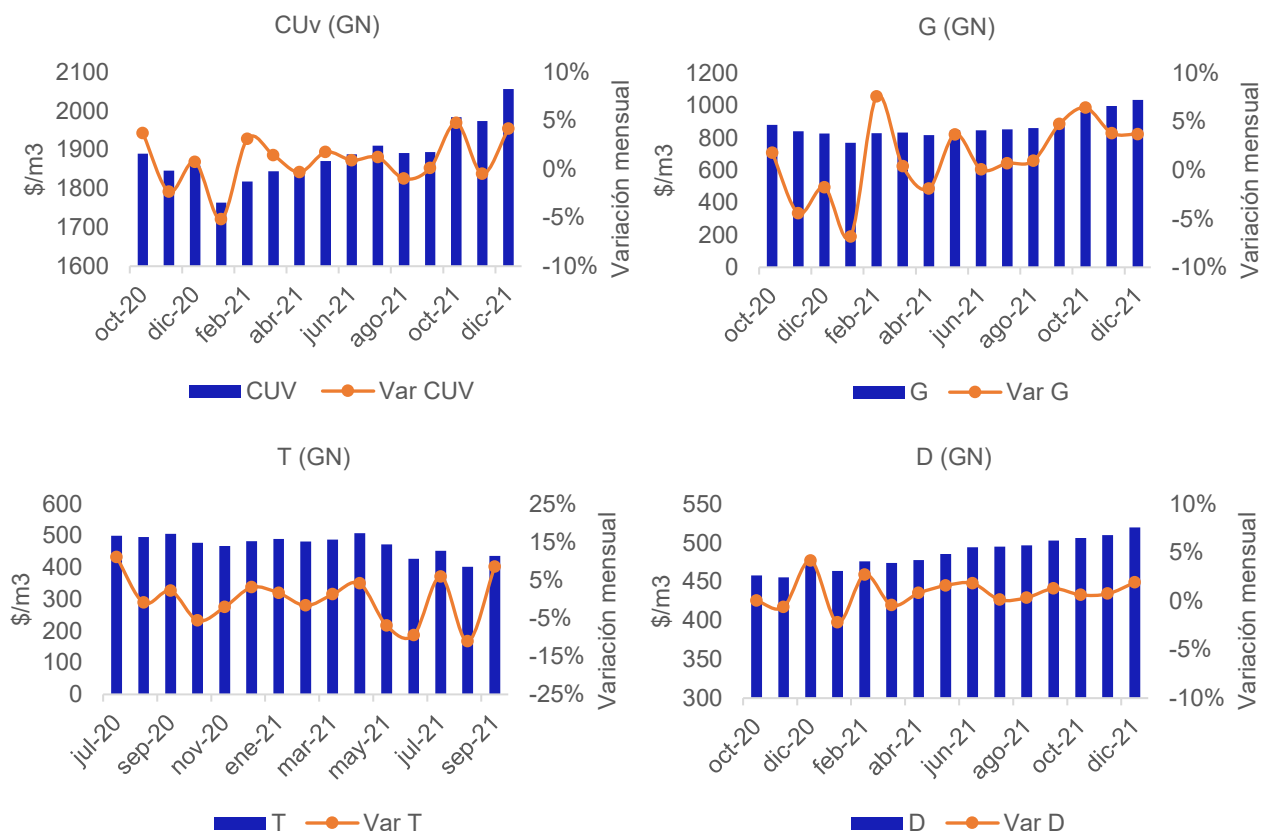 CUv (GN)
$/m3
2100
2000
1900
1800
1700
1600
10%
5%
0%
-5%
-10%
Variación mensual
oct-20
dic-20
feb-21
abr-21
jun-21
ago-21
oct-21
dic-21
CUV
Var CUV
G (GN)
$/m3
1200
1000
800
600
400
200
0
10%
5%
0%
-5%
-10%
Variación mensual
oct-20
dic-20
feb-21
abr-21
jun-21
ago-21
oct-21
dic-21
G
Var G
T (GN)
$/m3
600
500
400
300
200
100
0
25%
15%
5%
-5%
-15%
-25%
Variación mensual
jul-20
sep-20
nov-20
ene-21
mar-21
may-21
jul-21
sep-21
T
Var T
D (GN)
$/m3
550
500
450
400
350
300
10%
5%
0%
-5%
-10%
Variación mensual
oct-20
dic-20
feb-21
abr-21
jun-21
ago-21
oct-21
dic-21
D
Var D